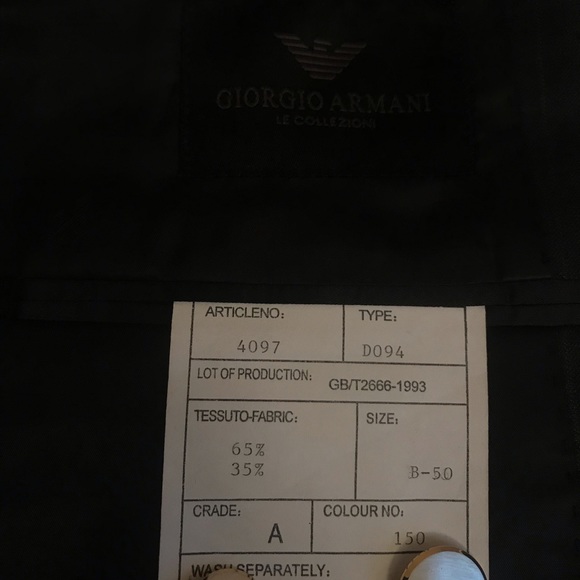 GIORGIO ARMANI
LE COLLEZIONI
ARTICLENO: TYPE:
4097 D094
LOT OF PRODUCTION: GB/T2666-1993
TESSUTO-FABRIC: SIZE:
65%
35% B-50
CRADE: COLOUR NO:
A 150
WASH SEPARATELY: